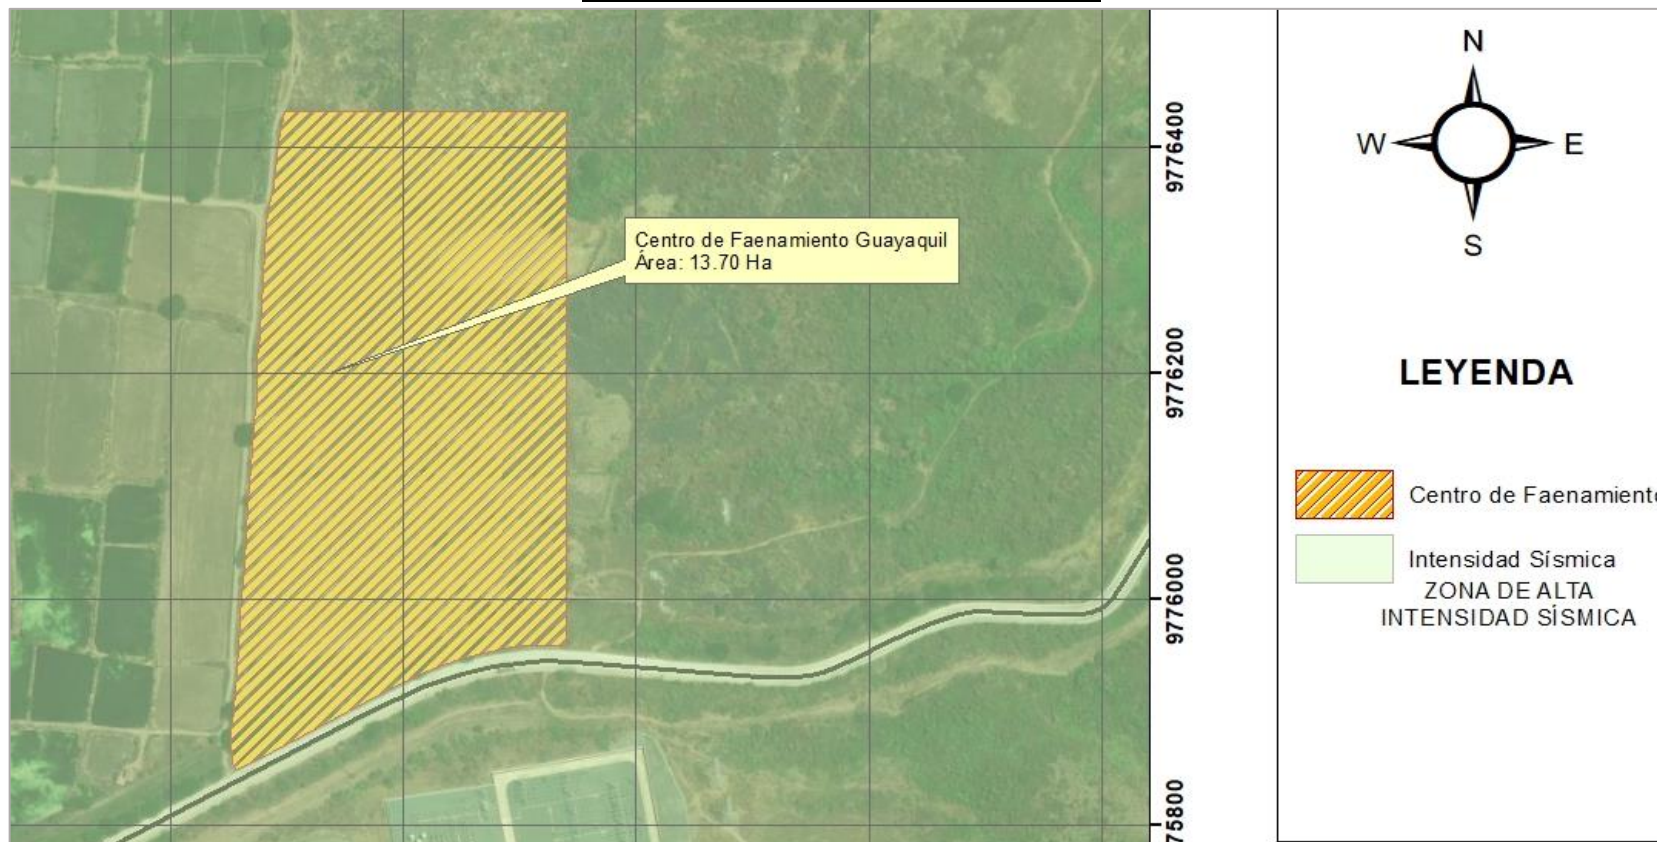 Centro de Faenamiento Guayaquil
Área: 13.70 Ha
9776400
9776200
9776000
75800
N
W
E
S
LEYENDA
Centro de Faenamiento
Intensidad Sísmica
ZONA DE ALTA
INTENSIDAD SÍSMICA